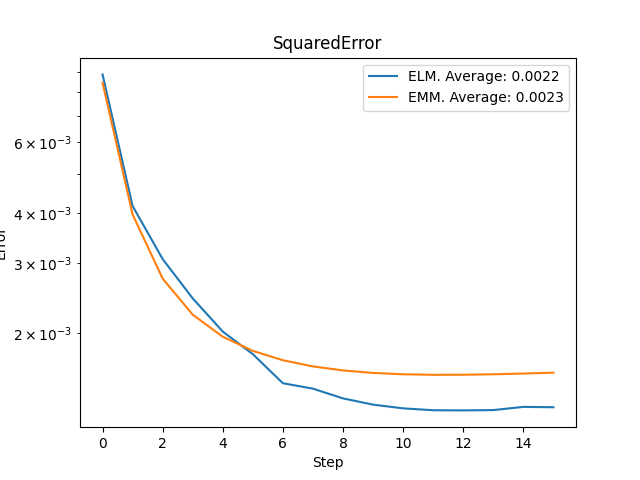 SquaredError
ELM. Average: 0.0022
EMM. Average: 0.0023
6 × 10⁻³
4 × 10⁻³
3 × 10⁻³
2 × 10⁻³
Error
0 2 4 6 8 10 12 14
Step